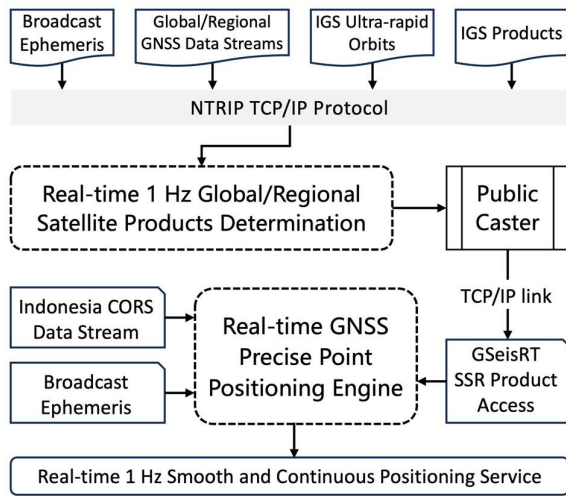 Broadcast
Ephemeris
Global/Regional
GNSS Data Streams
IGS Ultra-rapid
Orbits
IGS Products
NTRIP TCP/IP Protocol
Real-time 1 Hz Global/Regional
Satellite Products Determination
Public
Caster
TCP/IP link
Indonesia CORS
Data Stream
Real-time GNSS
Precise Point
Positioning Engine
GSeisRT
SSR Product
Access
Broadcast
Ephemeris
Real-time 1 Hz Smooth and Continuous Positioning Service